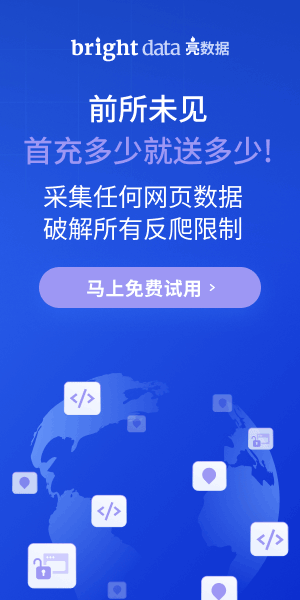 bright data 亮数据
前所未见
首充多少就送多少!
采集任何网页数据
破解所有反爬限制
马上免费试用 >
</>
</>
</>